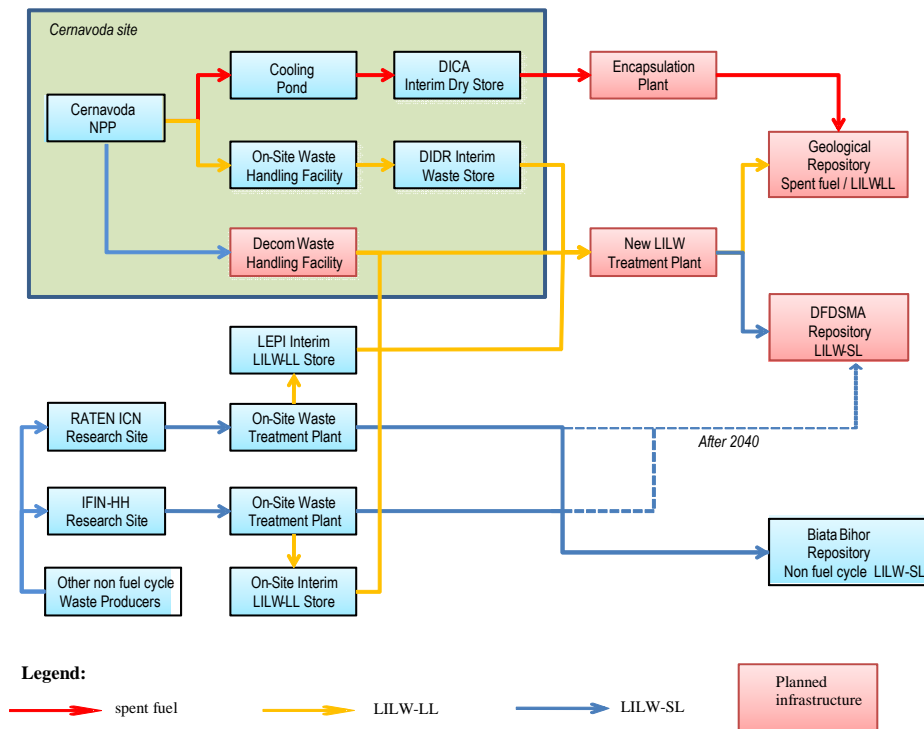 Cernavoda site
Cooling
Pond
DICA
Interim Dry Store
Encapsulation
Plant
Cernavoda
NPP
On-Site Waste
Handling Facility
DIDR Interim
Waste Store
Geological
Repository
Spent fuel / LILW-LL
Decom Waste
Handling Facility
New LILW
Treatment Plant
DFDSMA
Repository
LILW-SL
LEPI Interim
LILW-LL Store
RATEN ICN
Research Site
On-Site Waste
Treatment Plant
After 2040
IFIN-HH
Research Site
On-Site Waste
Treatment Plant
Biata Bihor
Repository
Non fuel cycle LILW-SL
Other non fuel cycle
Waste Producers
On-Site Interim
LILW-LL Store
Legend:
spent fuel
LILW-LL
LILW-SL
Planned
infrastructure